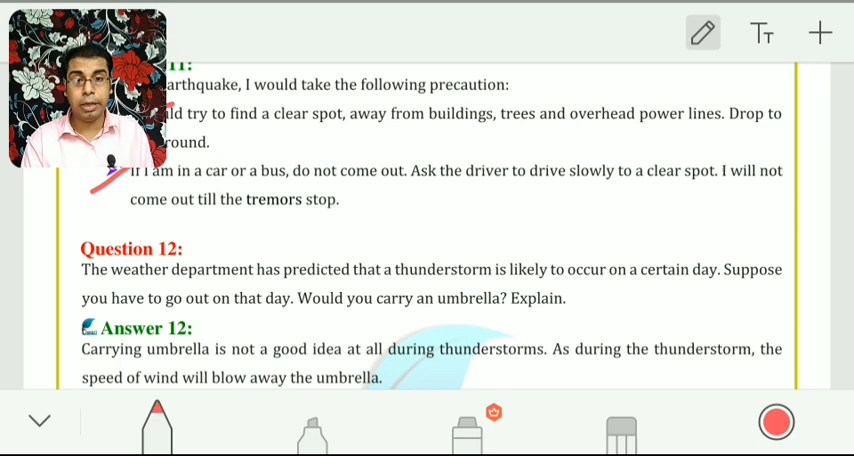 11:
arthquake, I would take the following precaution:
ld try to find a clear spot, away from buildings, trees and overhead power lines. Drop to
round.
If I am in a car or a bus, do not come out. Ask the driver to drive slowly to a clear spot. I will not
come out till the tremors stop.
Question 12:
The weather department has predicted that a thunderstorm is likely to occur on a certain day. Suppose
you have to go out on that day. Would you carry an umbrella? Explain.
Answer 12:
Carrying umbrella is not a good idea at all during thunderstorms. As during the thunderstorm, the
speed of wind will blow away the umbrella.